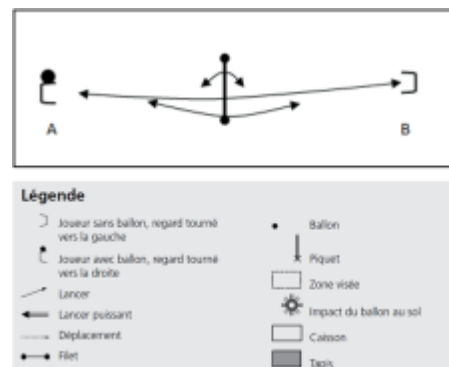 A
B
Légende
Joueur sans ballon, regard tourné
vers la gauche
Joueur avec ballon, regard tourné
vers la droite
Lancer
Lancer puissant
Déplacement
Filet
Ballon
Piquet
Zone visée
Impact du ballon au sol
Caisson
Tapis